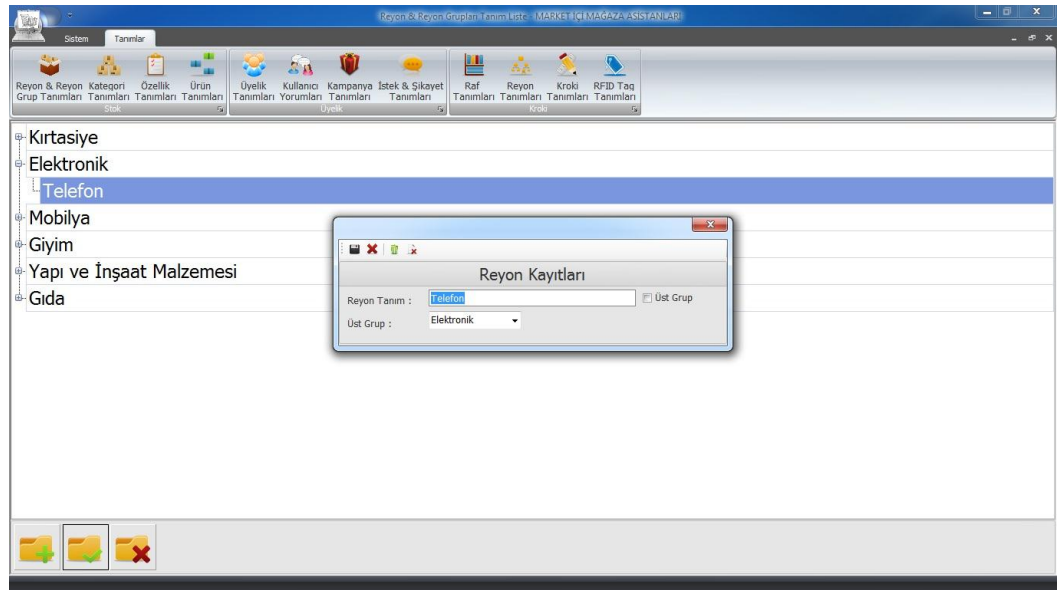 Reyon & Reyon Grupları Tanım Liste - MARKET İÇİ MAĞAZA ASİSTANLARI
Sistem Tanımlar
Reyon & Reyon Grup Tanımları
Kategori Tanımları
Özellik Tanımları
Ürün Tanımları
Üyelik Tanımları
Kullanıcı Yorumları
Kampanya Tanımları
İstek & Şikayet Tanımları
Raf Tanımları
Reyon Tanımları
Kroki Tanımları
RFID Tag Tanımları
Stok Üyelik Kroki
Kırtasiye
Elektronik
Telefon
Mobilya
Giyim
Yapı ve İnşaat Malzemesi
Gıda
Reyon Kayıtları
Reyon Tanım : Telefon Üst Grup
Üst Grup : Elektronik